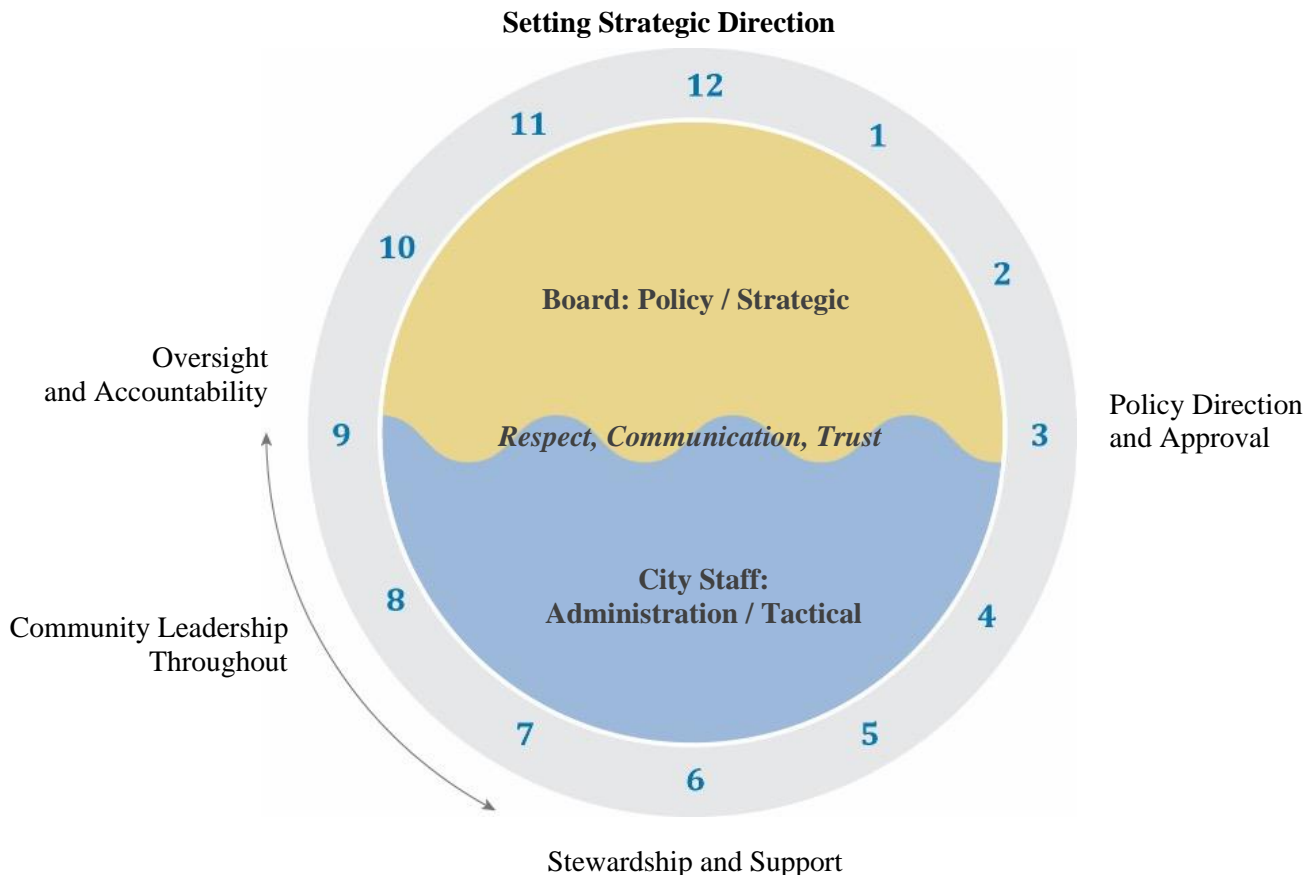 Setting Strategic Direction
12
11
1
10
2
Board: Policy / Strategic
Oversight
and Accountability
9
Respect, Communication, Trust
3
Policy Direction
and Approval
8
City Staff:
Administration / Tactical
4
Community Leadership
Throughout
7
5
6
Stewardship and Support